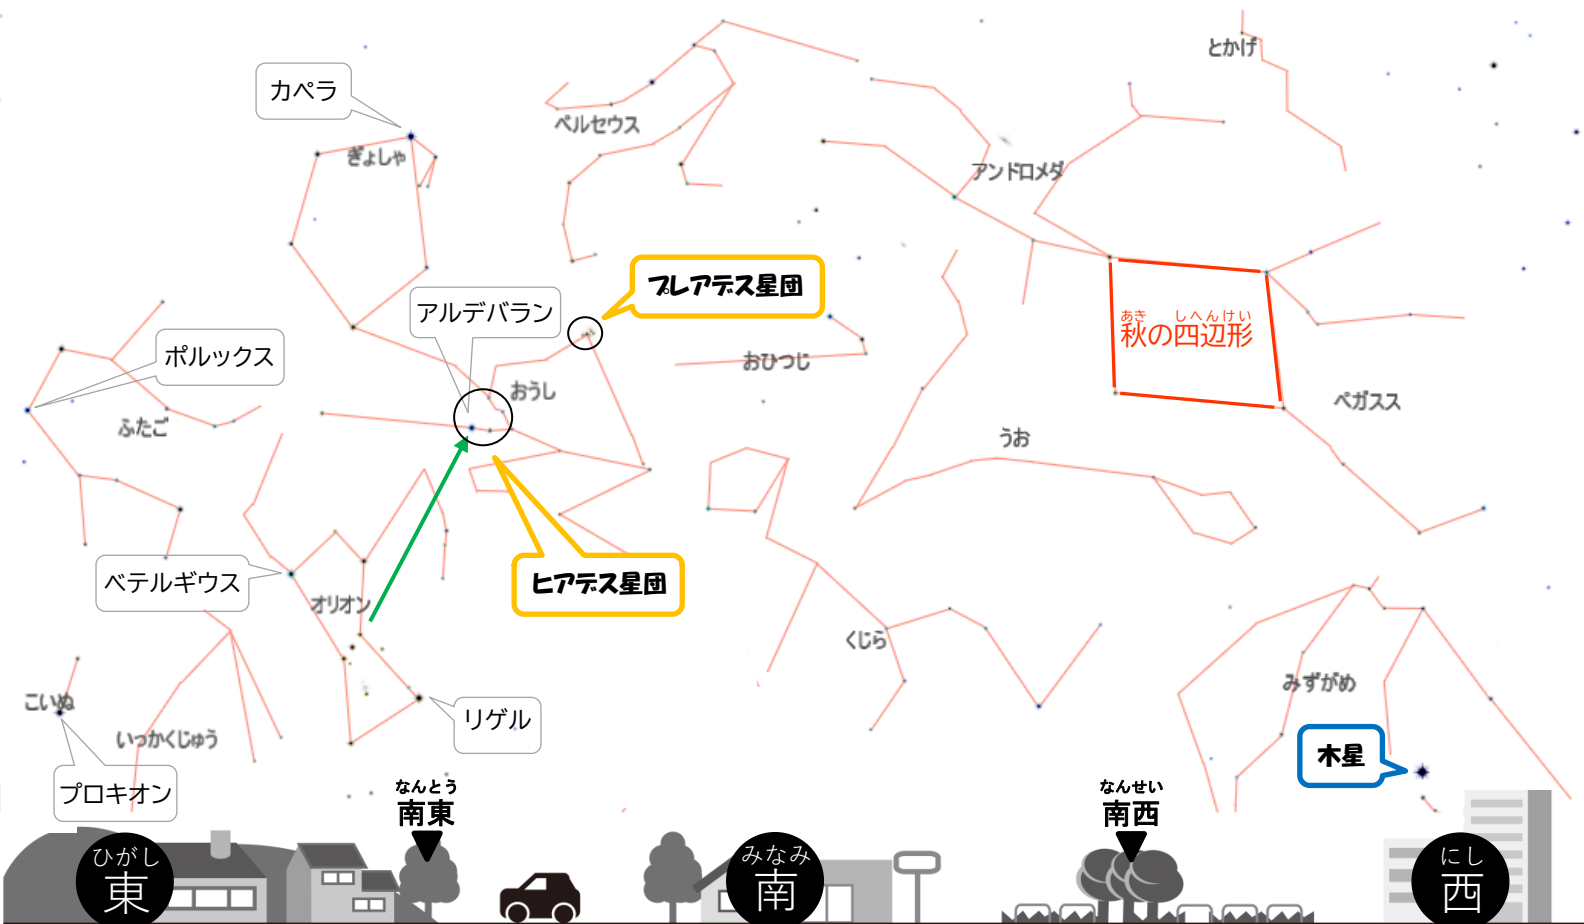 とかげ
カペラ
ペルセウス
ぎょしゃ
アンドロメダ
プレアデス星団
アルデバラン
あき しへんけい
秋の四辺形
ポルックス
おひつじ
おうし
ペガスス
ふたご
うお
ヒアデス星団
ベテルギウス
オリオン
くじら
みずがめ
こいぬ
リゲル
いっかくじゅう
木星
プロキオン
なんとう
南東
なんせい
南西
ひがし
東
みなみ
南
にし
西